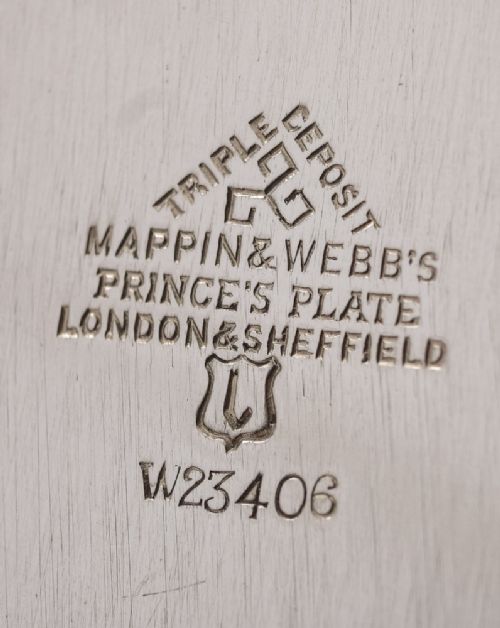 TRIPLE DEPOSIT
MAPPIN & WEBB'S
PRINCE'S PLATE
LONDON & SHEFFIELD
W23406